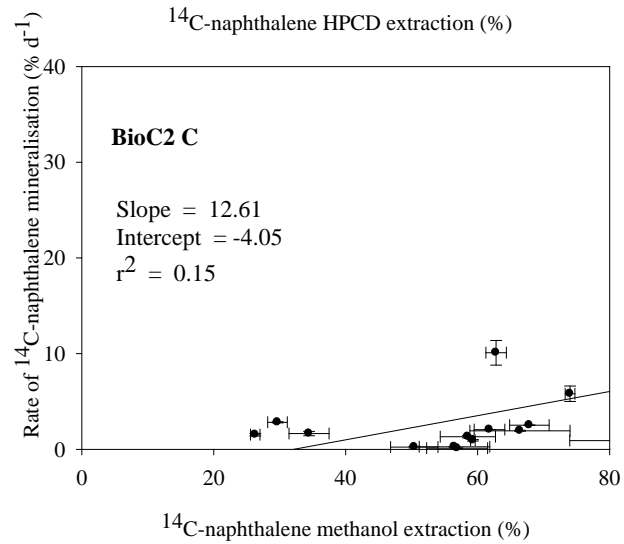 ¹⁴C-naphthalene HPCD extraction (%)
Rate of ¹⁴C-naphthalene mineralisation (% d⁻¹)
40
30
20
10
0
BioC2 C
Slope = 12.61
Intercept = -4.05
r² = 0.15
0 20 40 60 80
¹⁴C-naphthalene methanol extraction (%)